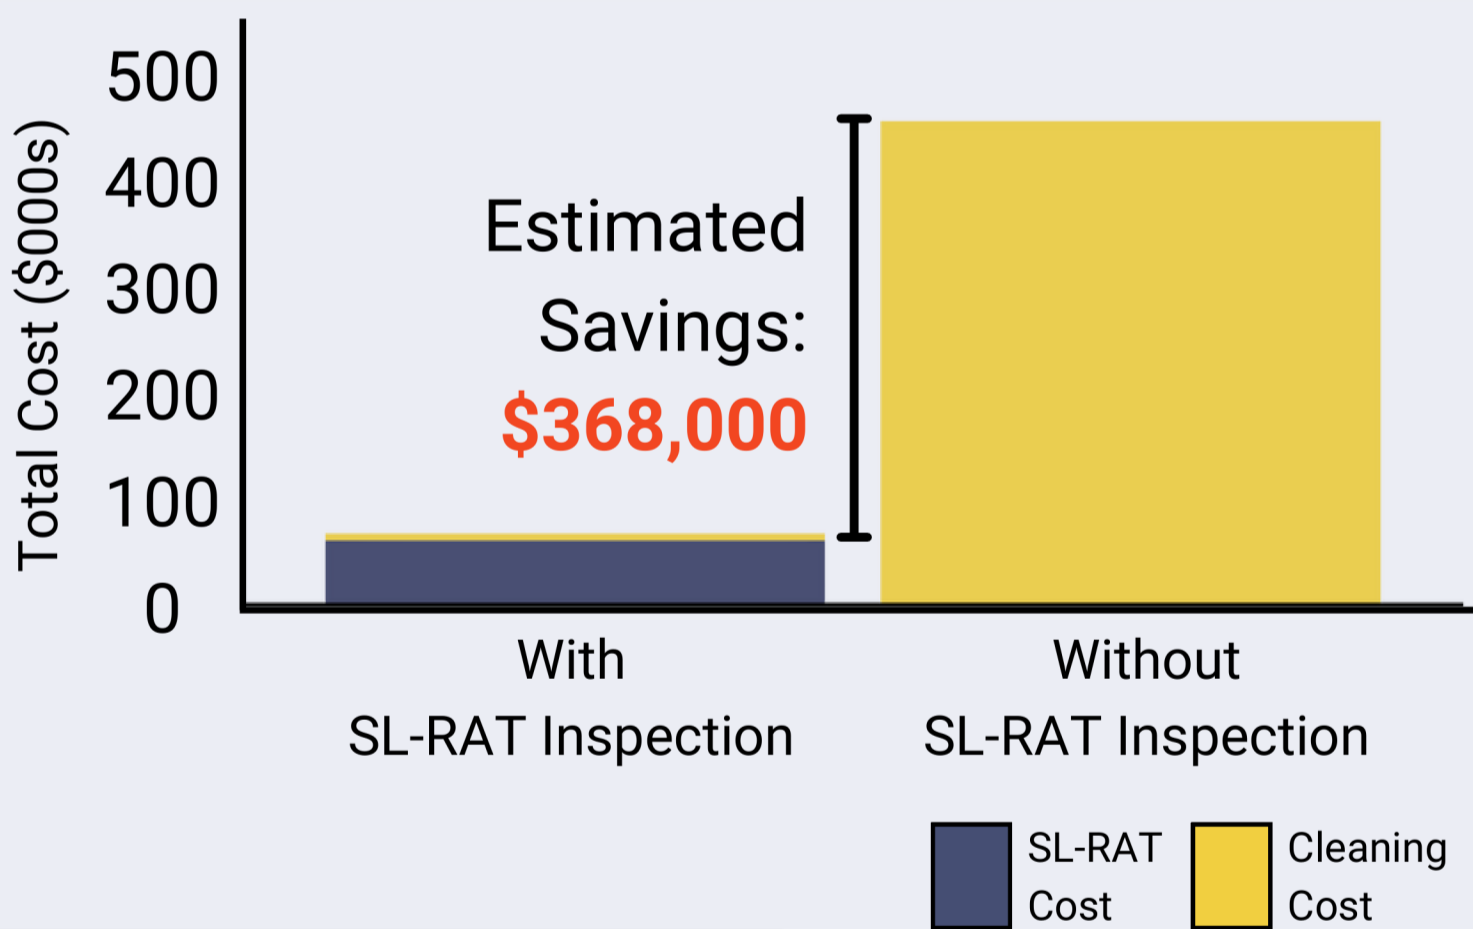 Total Cost ($000s)
500
400
300
200
100
0
Estimated
Savings:
$368,000
With
SL-RAT Inspection
Without
SL-RAT Inspection
SL-RAT
Cost
Cleaning
Cost